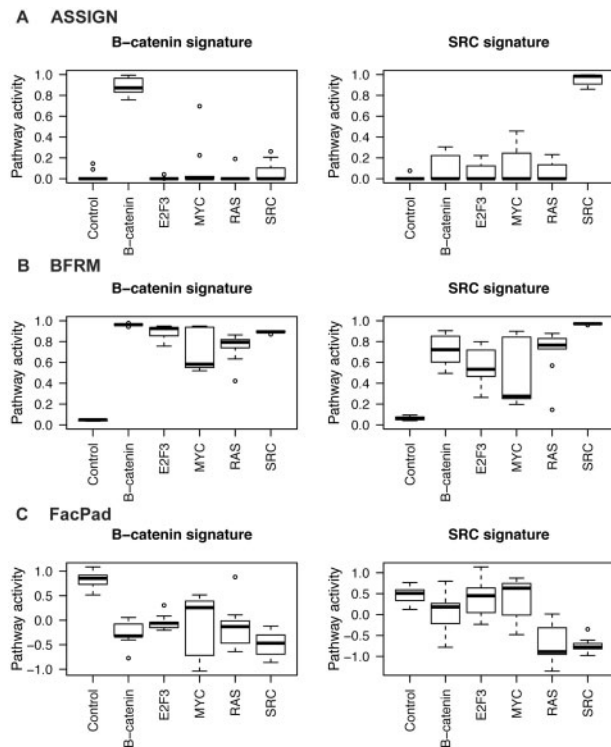 A ASSIGN
B−catenin signature
SRC signature
Pathway activity
1.0
0.8
0.6
0.4
0.2
0.0
Control
B−catenin
E2F3
MYC
RAS
SRC
Pathway activity
1.0
0.8
0.6
0.4
0.2
0.0
Control
B−catenin
E2F3
MYC
RAS
SRC
B BFRM
B−catenin signature
SRC signature
Pathway activity
1.0
0.8
0.6
0.4
0.2
0.0
Control
B−catenin
E2F3
MYC
RAS
SRC
Pathway activity
1.0
0.8
0.6
0.4
0.2
0.0
Control
B−catenin
E2F3
MYC
RAS
SRC
C FacPad
B−catenin signature
SRC signature
Pathway activity
1.0
0.5
0.0
−0.5
−1.0
Control
B−catenin
E2F3
MYC
RAS
SRC
Pathway activity
1.0
0.5
0.0
−0.5
−1.0
Control
B−catenin
E2F3
MYC
RAS
SRC